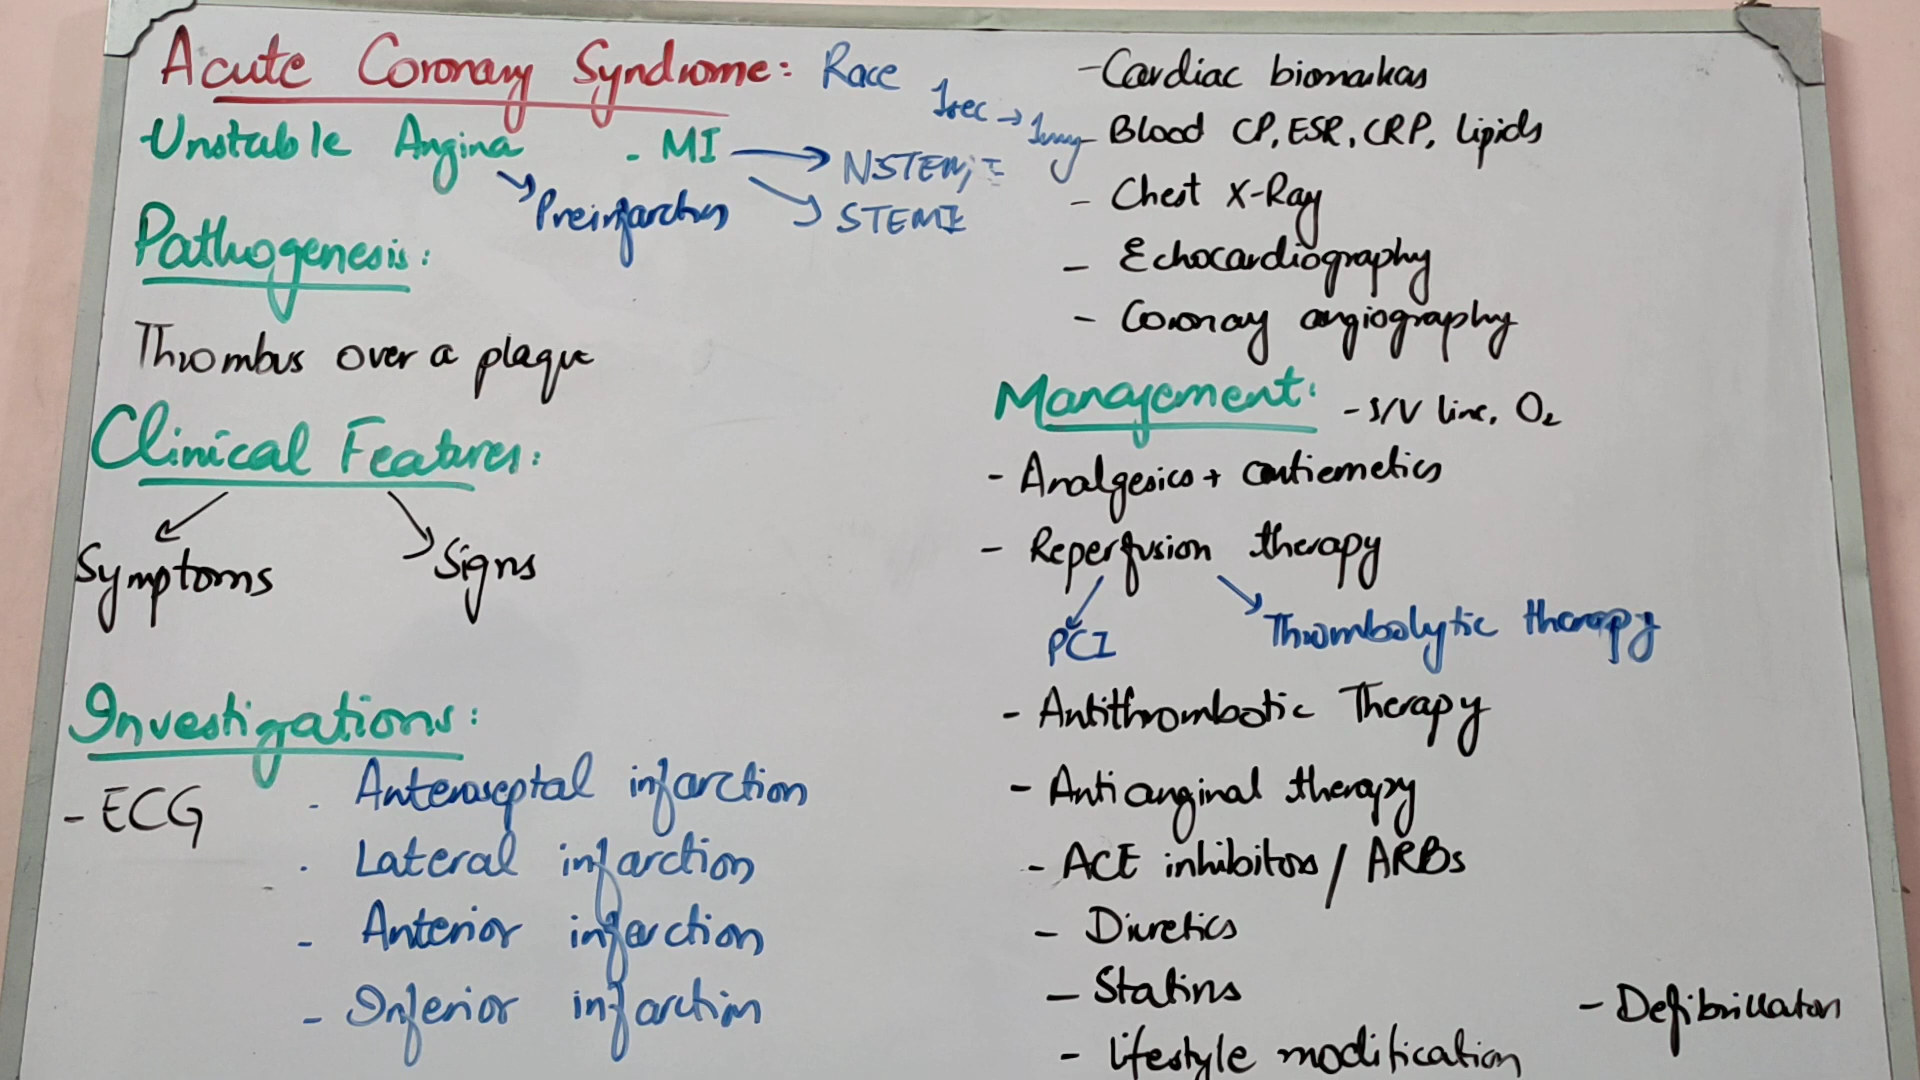 Acute Coronary Syndrome: Race
1sec → 1
Unstable Angina - MI → NSTEMI
→ Preinfarction → STEMI
Pathogenesis:
Thrombus over a plaque
Clinical Features:
Symptoms Signs
Investigations:
- ECG
- Anteroseptal infarction
- Lateral infarction
- Anterior infarction
- Inferior infarction
- Cardiac biomarkers
- Blood CP, ESR, CRP, lipids
- Chest X-Ray
- Echocardiography
- Coronary angiography
Management: - I/V line, O2
- Analgesics + antiemetics
- Reperfusion therapy
PCI Thrombolytic therapy
- Antithrombotic Therapy
- Antianginal therapy
- ACE inhibitors / ARBs
- Diuretics
- Statins
- Defibrillaton
- lifestyle modification